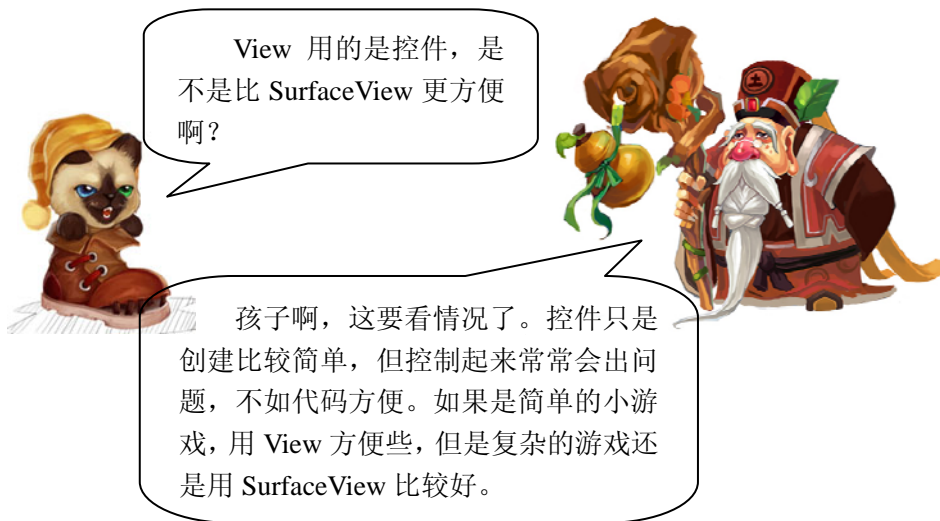 View 用的是控件，是
不是比 SurfaceView 更方便
啊？
孩子啊，这要看情况了。控件只是
创建比较简单，但控制起来常常会出问
题，不如代码方便。如果是简单的小游
戏，用 View 方便些，但是复杂的游戏还
是用 SurfaceView 比较好。